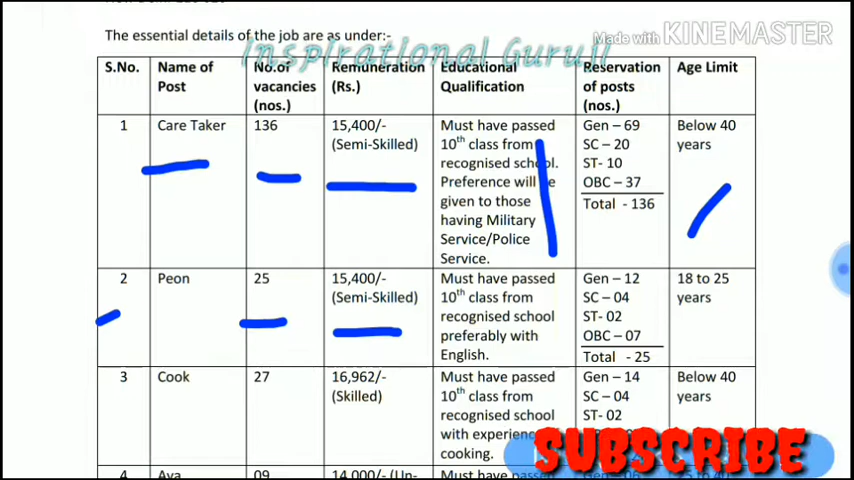 The essential details of the job are as under:-
Made with KINEMASTER
Inspirational Guruji
S.No.
Name of
Post
No.of
vacancies
(nos.)
Remuneration
(Rs.)
Educational
Qualification
Reservation
of posts
(nos.)
Age Limit
1
Care Taker
136
15,400/-
(Semi-Skilled)
Must have passed
10th class from
recognised school.
Preference will be
given to those
having Military
Service/Police
Service.
Gen – 69
SC – 20
ST- 10
OBC – 37
Total - 136
Below 40
years
2
Peon
25
15,400/-
(Semi-Skilled)
Must have passed
10th class from
recognised school
preferably with
English.
Gen – 12
SC – 04
ST- 02
OBC – 07
Total - 25
18 to 25
years
3
Cook
27
16,962/-
(Skilled)
Must have passed
10th class from
recognised school
with experience
cooking.
Gen – 14
SC – 04
ST- 02
Below 40
years
SUBSCRIBE
4
Aya
09
14,000/- (Un-
Must have passed